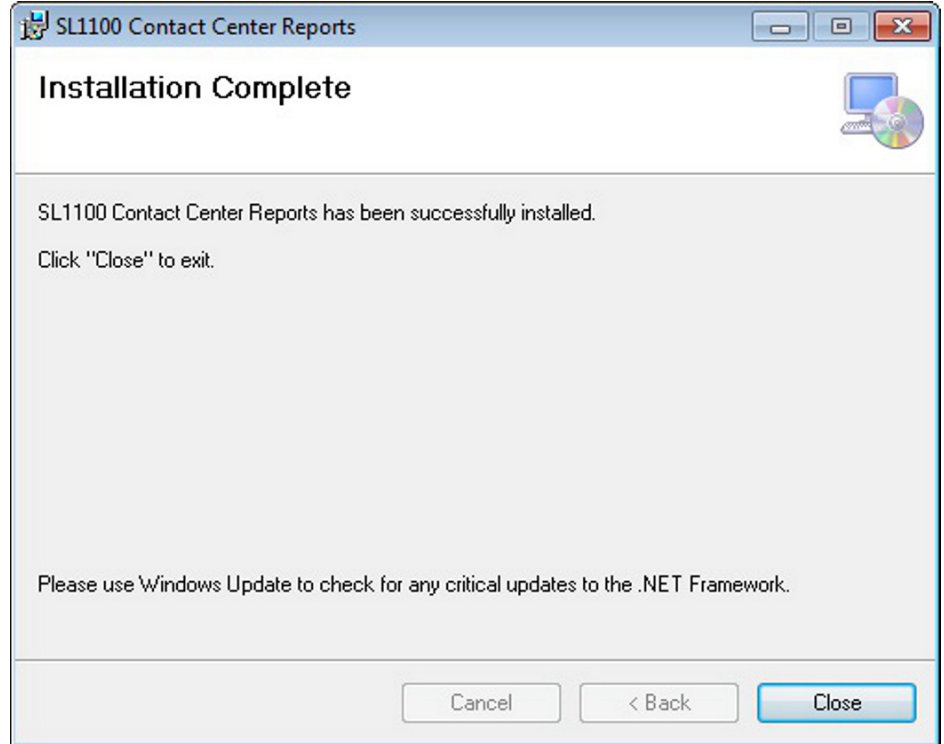 SL1100 Contact Center Reports
Installation Complete
SL1100 Contact Center Reports has been successfully installed.
Click "Close" to exit.
Please use Windows Update to check for any critical updates to the .NET Framework.
Cancel
< Back
Close